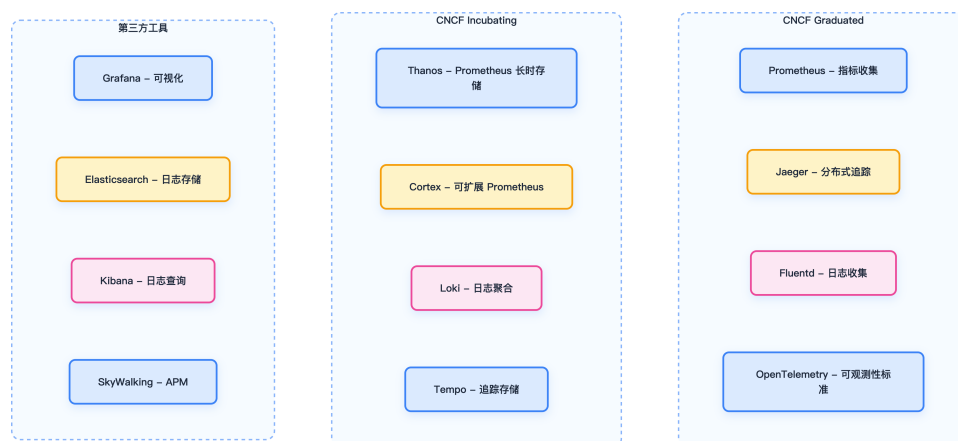 第三方工具
Grafana – 可视化
Elasticsearch – 日志存储
Kibana – 日志查询
SkyWalking – APM
CNCF Incubating
Thanos – Prometheus 长时存
储
Cortex – 可扩展 Prometheus
Loki – 日志聚合
Tempo – 追踪存储
CNCF Graduated
Prometheus – 指标收集
Jaeger – 分布式追踪
Fluentd – 日志收集
OpenTelemetry – 可观测性标
准